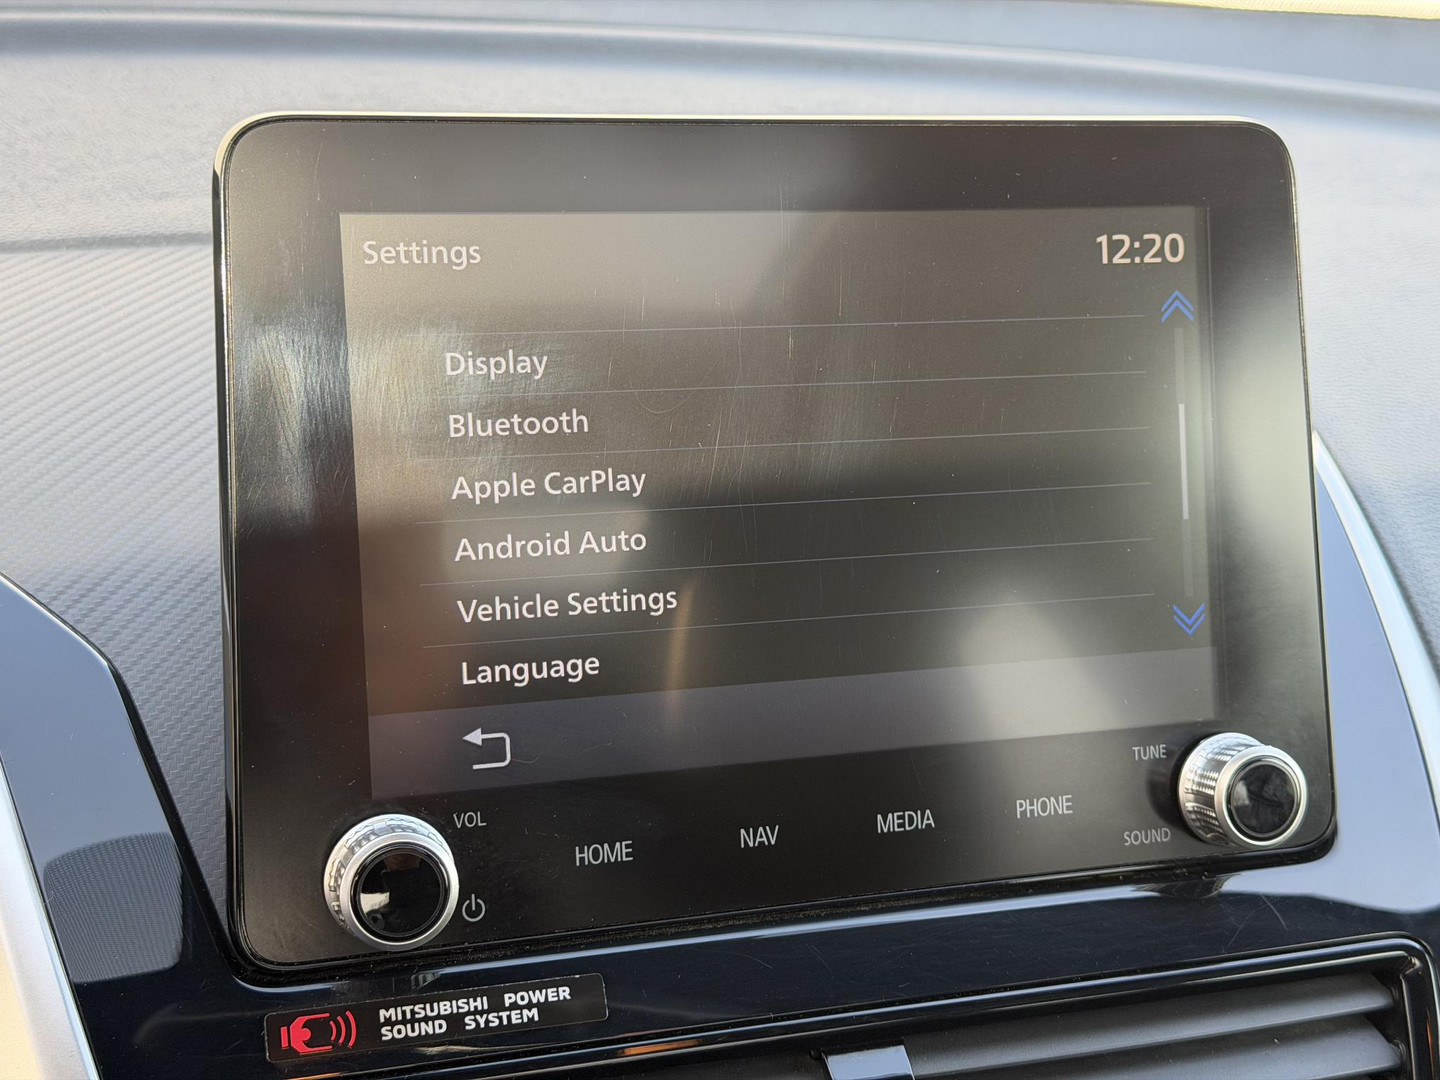 Settings
12:20
Display
Bluetooth
Apple CarPlay
Android Auto
Vehicle Settings
Language
VOL
HOME
NAV
MEDIA
PHONE
TUNE
SOUND
MITSUBISHI POWER
SOUND SYSTEM